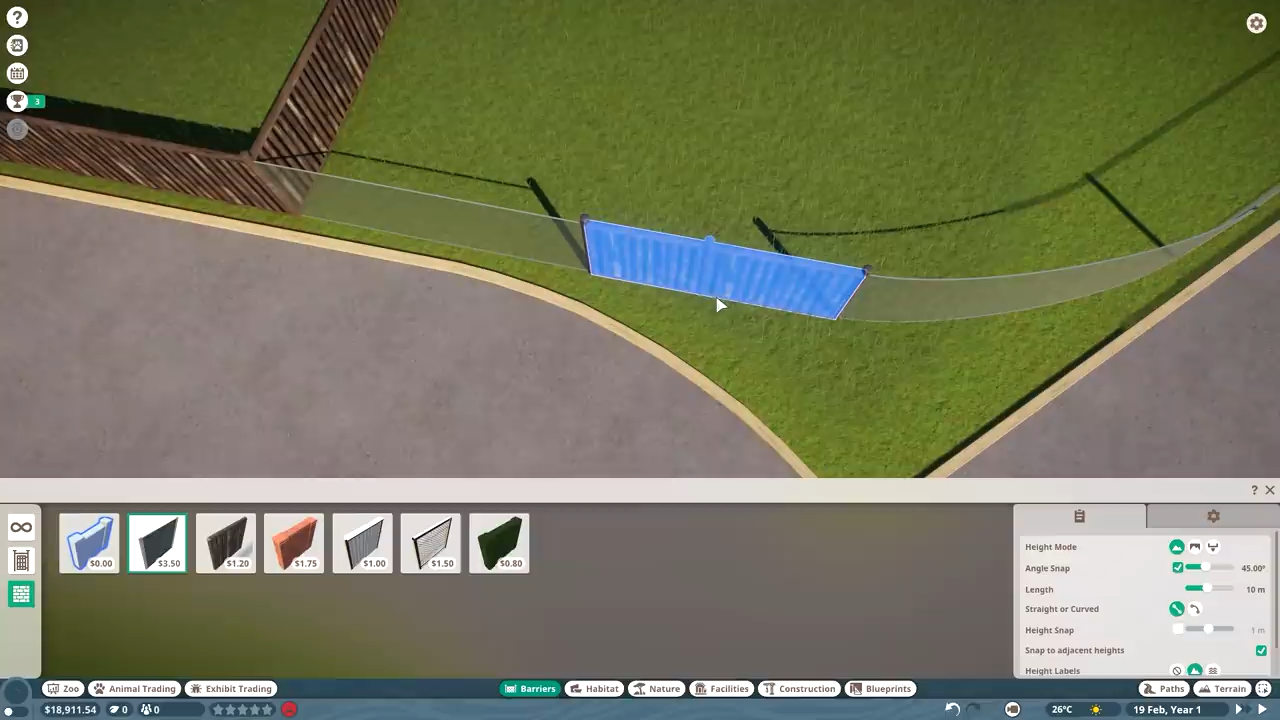 ?
3
? ×
$0.00 $3.50 $1.20 $1.75 $1.00 $1.50 $0.80
Height Mode
Angle Snap 45.00°
Length 10 m
Straight or Curved
Height Snap 1 m
Snap to adjacent heights
Height Labels
Zoo Animal Trading Exhibit Trading Barriers Habitat Nature Facilities Construction Blueprints Paths Terrain
$18,911.54 0 0 26°C 19 Feb, Year 1